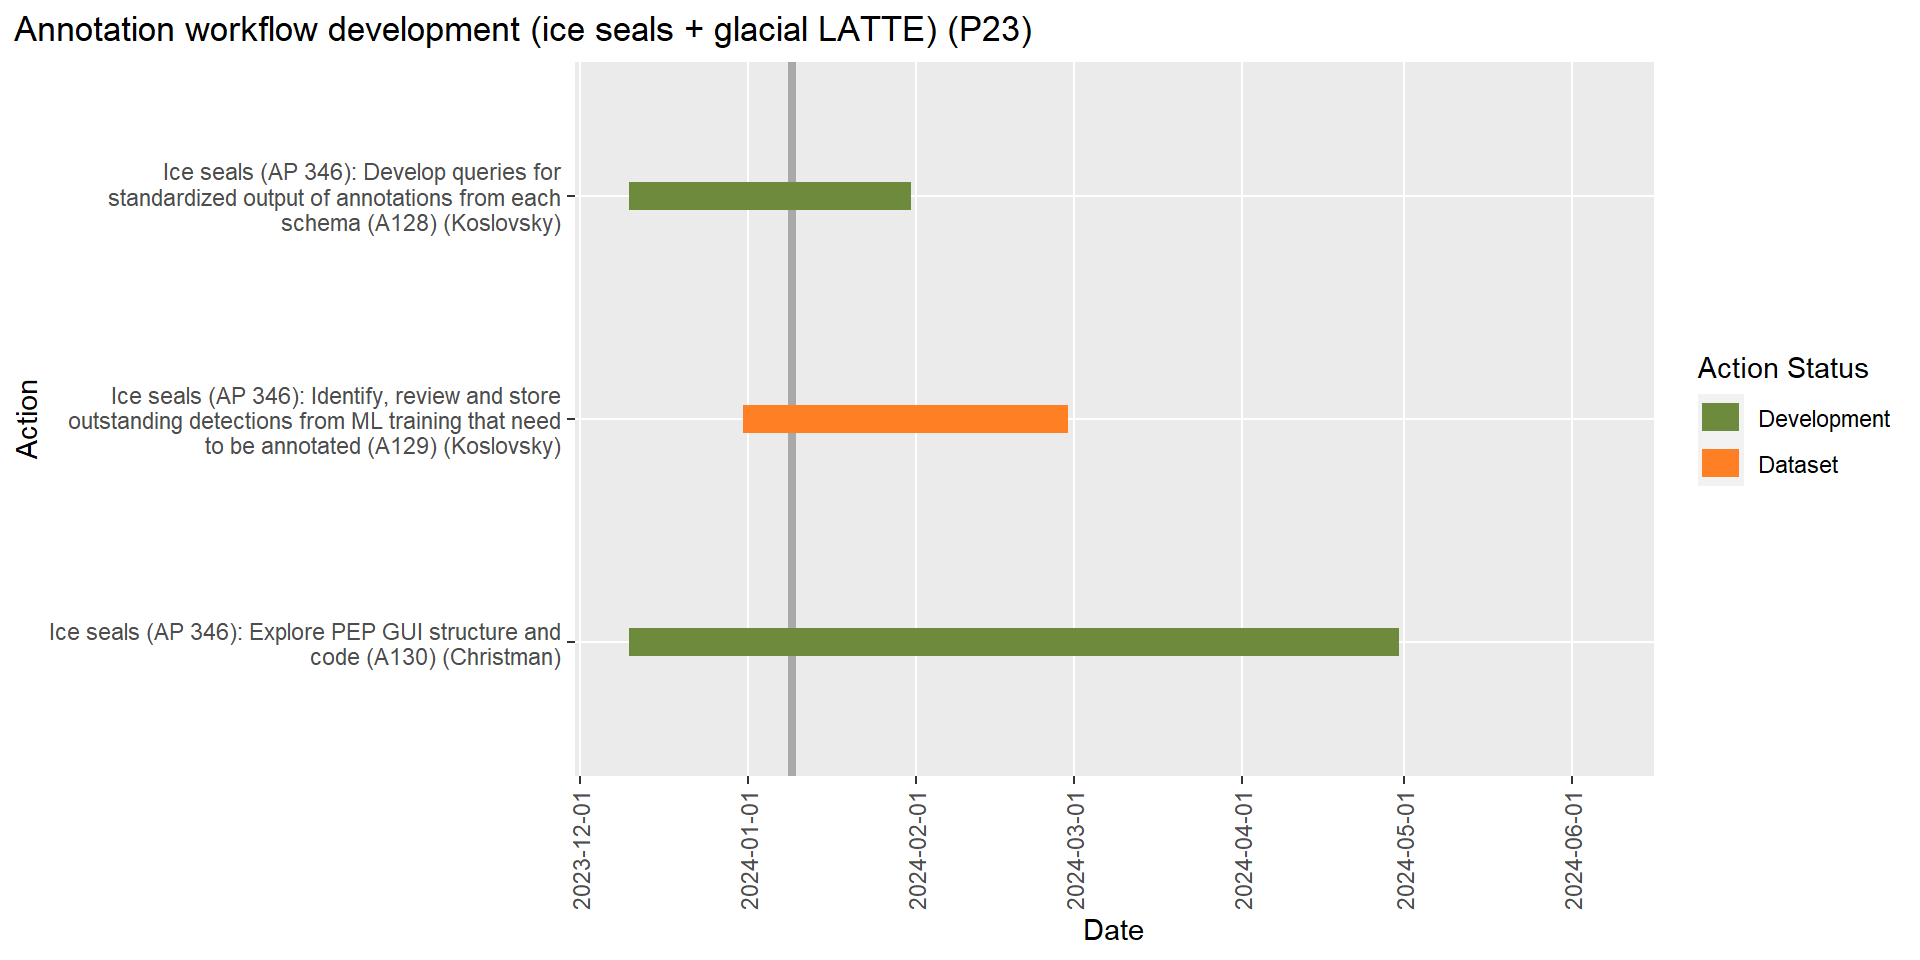 Annotation workflow development (ice seals + glacial LATTE) (P23)
Action
Ice seals (AP 346): Develop queries for
standardized output of annotations from each
schema (A128) (Koslovsky)
Ice seals (AP 346): Identify, review and store
outstanding detections from ML training that need
to be annotated (A129) (Koslovsky)
Ice seals (AP 346): Explore PEP GUI structure and
code (A130) (Christman)
2023-12-01
2024-01-01
2024-02-01
2024-03-01
2024-04-01
2024-05-01
2024-06-01
Date
Action Status
Development
Dataset